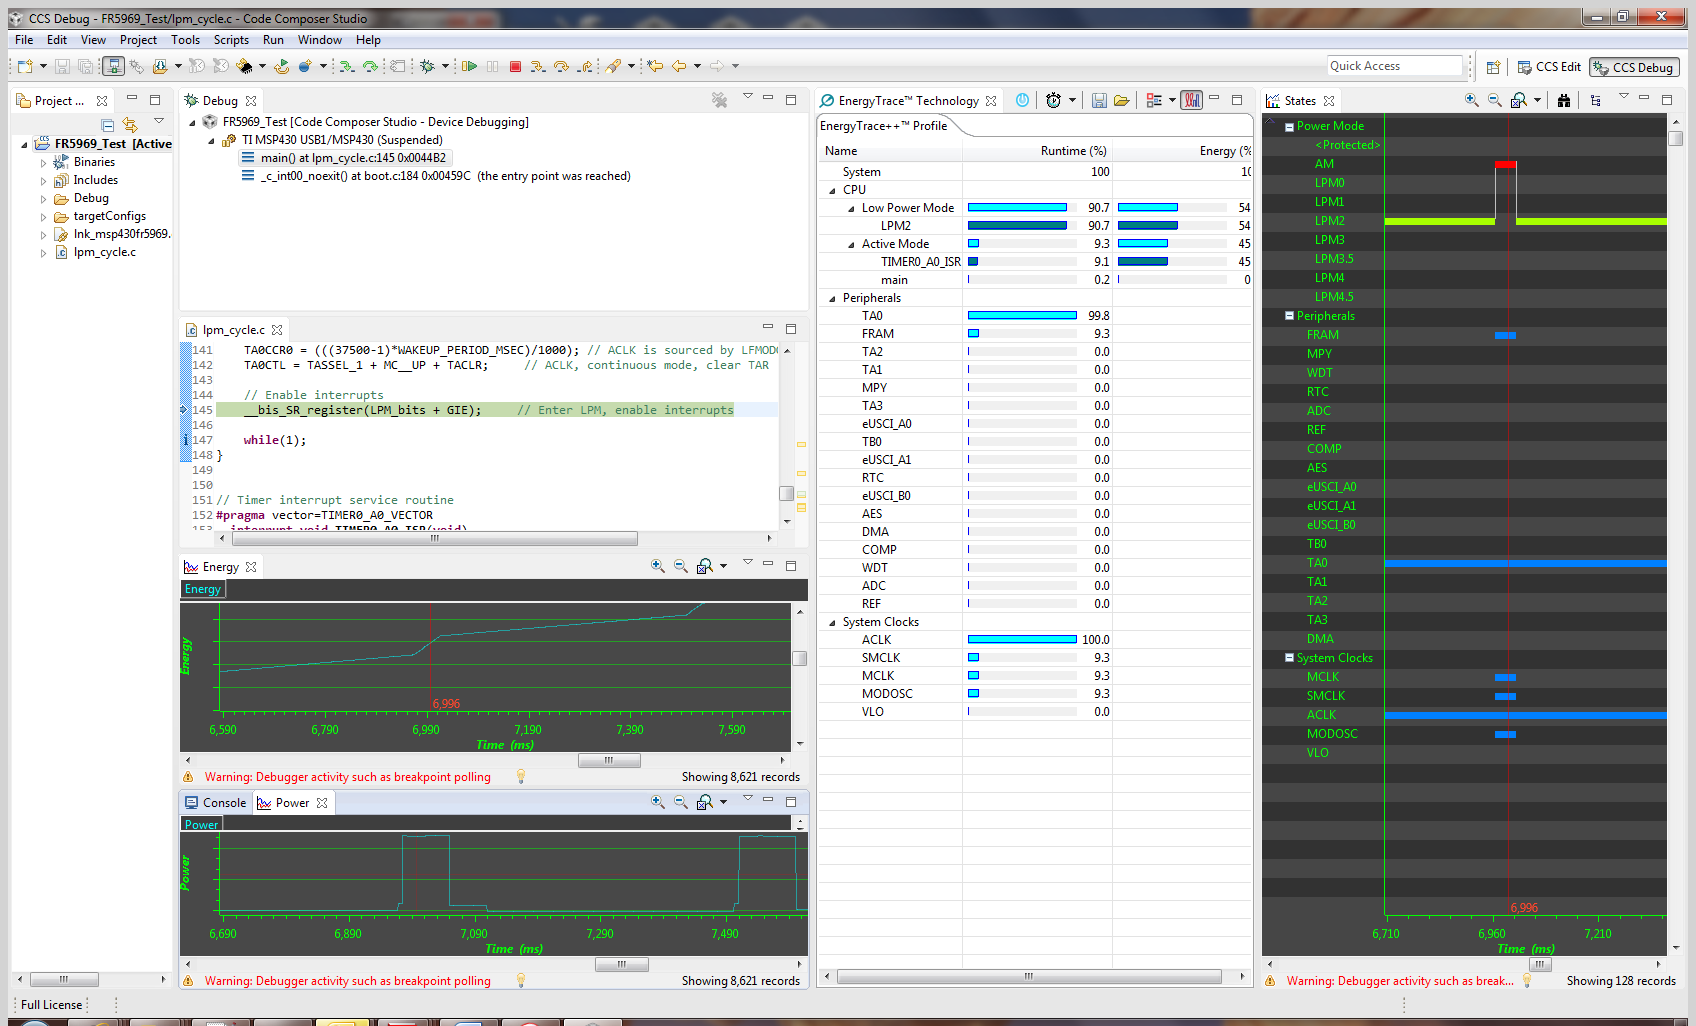 CCS Debug - FR5969_Test/lpm_cycle.c - Code Composer Studio
File Edit View Project Tools Scripts Run Window Help
Quick Access
CCS Edit
CCS Debug
Project ...
FR5969_Test [Active
Binaries
Includes
Debug
targetConfigs
lnk_msp430fr5969.
lpm_cycle.c
Debug
FR5969_Test [Code Composer Studio - Device Debugging]
TI MSP430 USB1/MSP430 (Suspended)
main() at lpm_cycle.c:145 0x0044B2
_c_int00_noexit() at boot.c:184 0x00459C (the entry point was reached)
lpm_cycle.c
141 TA0CCR0 = (((37500-1)*WAKEUP_PERIOD_MSEC)/1000); // ACLK is sourced by LFMODO
142 TA0CTL = TASSEL_1 + MC__UP + TACLR; // ACLK, continuous mode, clear TAR
143
144 // Enable interrupts
145 __bis_SR_register(LPM_bits + GIE); // Enter LPM, enable interrupts
146
147 while(1);
148 }
149
150
151 // Timer interrupt service routine
152 #pragma vector=TIMER0_A0_VECTOR
153 __interrupt void TIMER0_A0_ISR(void)
Energy
Energy
Energy
6,996
6,590 6,790 6,990 7,190 7,390 7,590
Time (ms)
Warning: Debugger activity such as breakpoint polling
Showing 8,621 records
Console
Power
Power
Power
6,690 6,890 7,090 7,290 7,490
Time (ms)
Warning: Debugger activity such as breakpoint polling
Showing 8,621 records
EnergyTrace™ Technology
EnergyTrace++™ Profile
Name Runtime (%) Energy (%
System 100 10
CPU
Low Power Mode 90.7 54
LPM2 90.7 54
Active Mode 9.3 45
TIMER0_A0_ISR 9.1 45
main 0.2 0
Peripherals
TA0 99.8
FRAM 9.3
TA2 0.0
TA1 0.0
MPY 0.0
TA3 0.0
eUSCI_A0 0.0
TB0 0.0
eUSCI_A1 0.0
RTC 0.0
eUSCI_B0 0.0
AES 0.0
DMA 0.0
COMP 0.0
WDT 0.0
ADC 0.0
REF 0.0
System Clocks
ACLK 100.0
SMCLK 9.3
MCLK 9.3
MODOSC 9.3
VLO 0.0
States
Power Mode
<Protected>
AM
LPM0
LPM1
LPM2
LPM3
LPM3.5
LPM4
LPM4.5
Peripherals
FRAM
MPY
WDT
RTC
ADC
REF
COMP
AES
eUSCI_A0
eUSCI_A1
eUSCI_B0
TB0
TA0
TA1
TA2
TA3
DMA
System Clocks
MCLK
SMCLK
ACLK
MODOSC
VLO
6,996
6,710 6,960 7,210
Time (ms)
Warning: Debugger activity such as break...
Showing 128 records
Full License